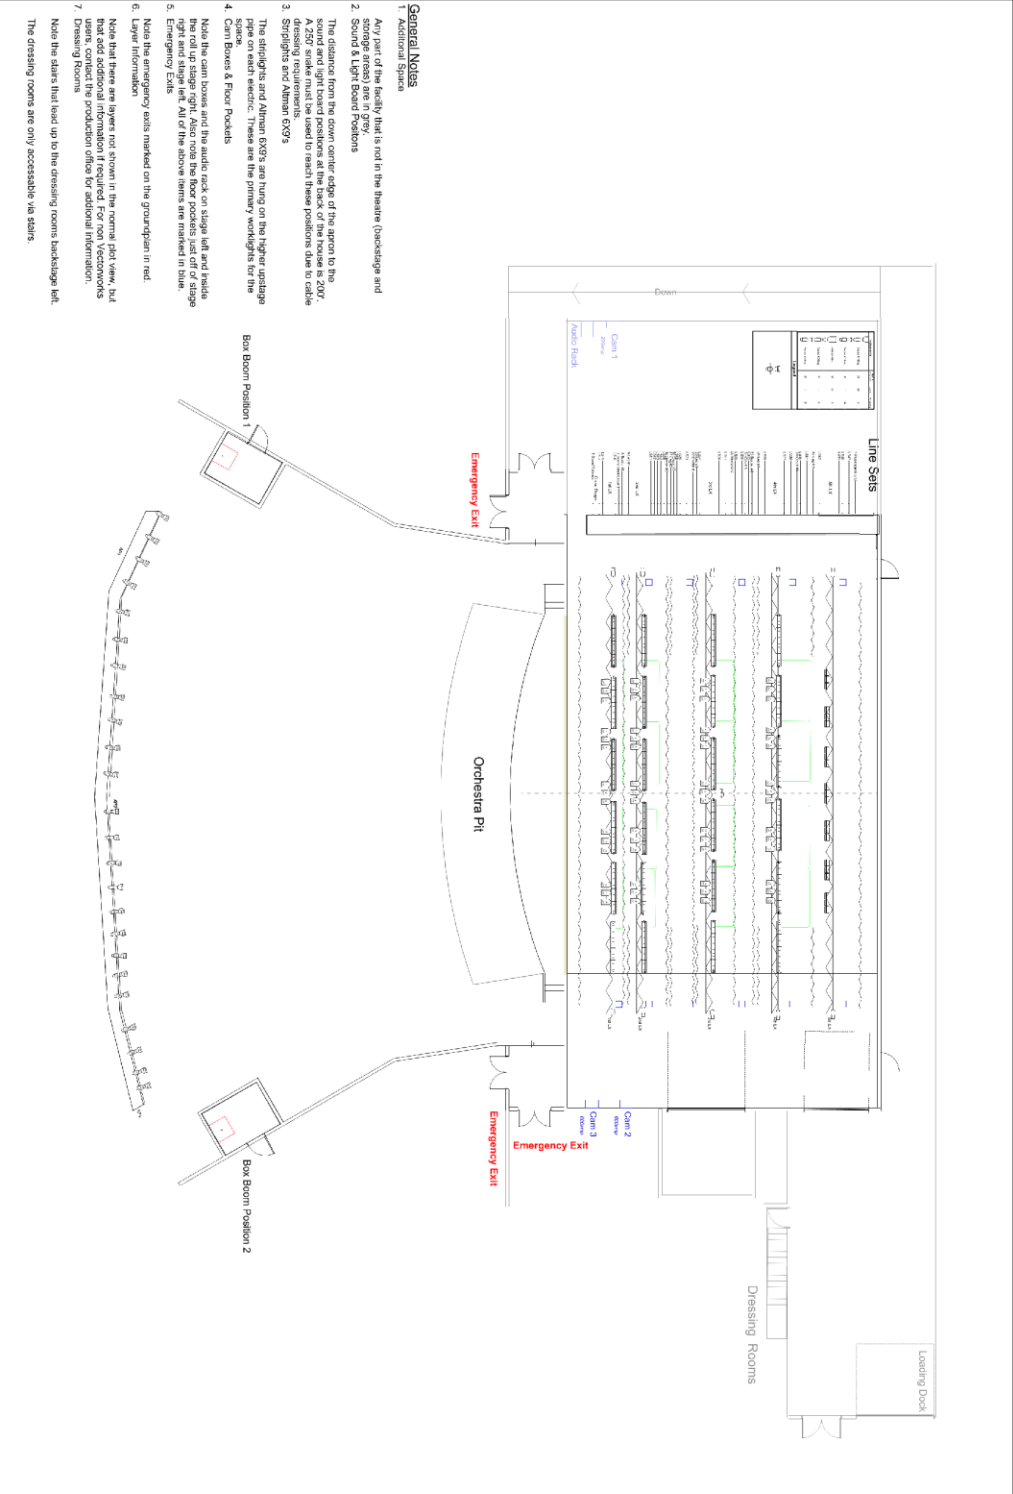 General Notes
1. Additional Space
Any part of the facility that is not in the theatre (backstage and
storage areas) are in grey.
2. Sound & Light Board Positons
The distance from the down center edge of the apron to the
sound and light board positions at the back of the house is 200'.
A 250' snake must be used to reach these positions due to cable
dressing requirements.
3. Striplights and Altman 6X9's
The striplights and Altman 6X9's are hung on the higher upstage
pipe on each electric. These are the primary worklights for the
space.
4. Cam Boxes & Floor Pockets
Note the cam boxes and the audio rack on stage left and inside
the roll up stage right. Also note the floor pockets just off of stage
right and stage left. All of the above items are marked in blue.
5. Emergency Exits
Note the emergency exits marked on the groundplan in red.
6. Layer Information
Note that there are layers not shown in the normal plot view, but
that add additional information if required. For non Vectorworks
users, contact the production office for addional information.
7. Dressing Rooms
Note the stairs that lead up to the dressing rooms backstage left.
The dressing rooms are only accessable via stairs.
Down
Cam 1
Audio Rack
Legend
Line Sets
Box Boom Position 1
Emergency Exit
Orchestra Pit
Cam 2
Cam 3
Emergency Exit
Emergency Exit
Box Boom Position 2
Dressing Rooms
Loading Dock